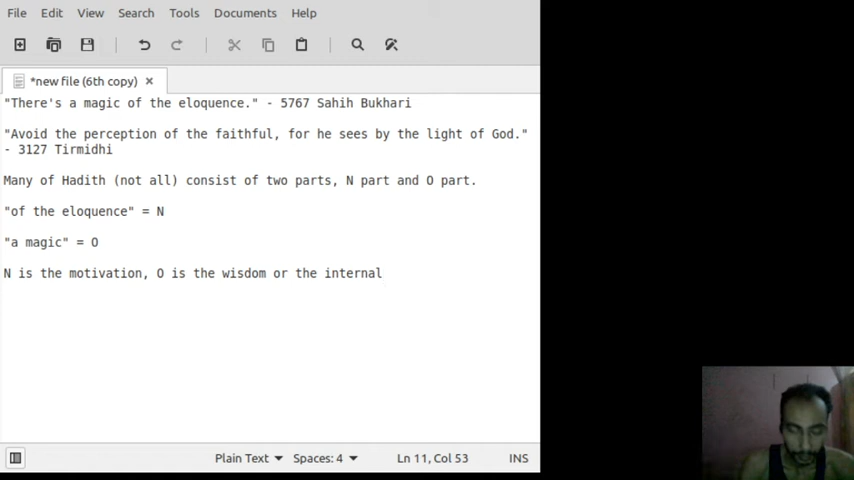 File Edit View Search Tools Documents Help
*new file (6th copy) ×
"There's a magic of the eloquence." - 5767 Sahih Bukhari
"Avoid the perception of the faithful, for he sees by the light of God."
- 3127 Tirmidhi
Many of Hadith (not all) consist of two parts, N part and O part.
"of the eloquence" = N
"a magic" = O
N is the motivation, O is the wisdom or the internal
Plain Text Spaces: 4 Ln 11, Col 53 INS